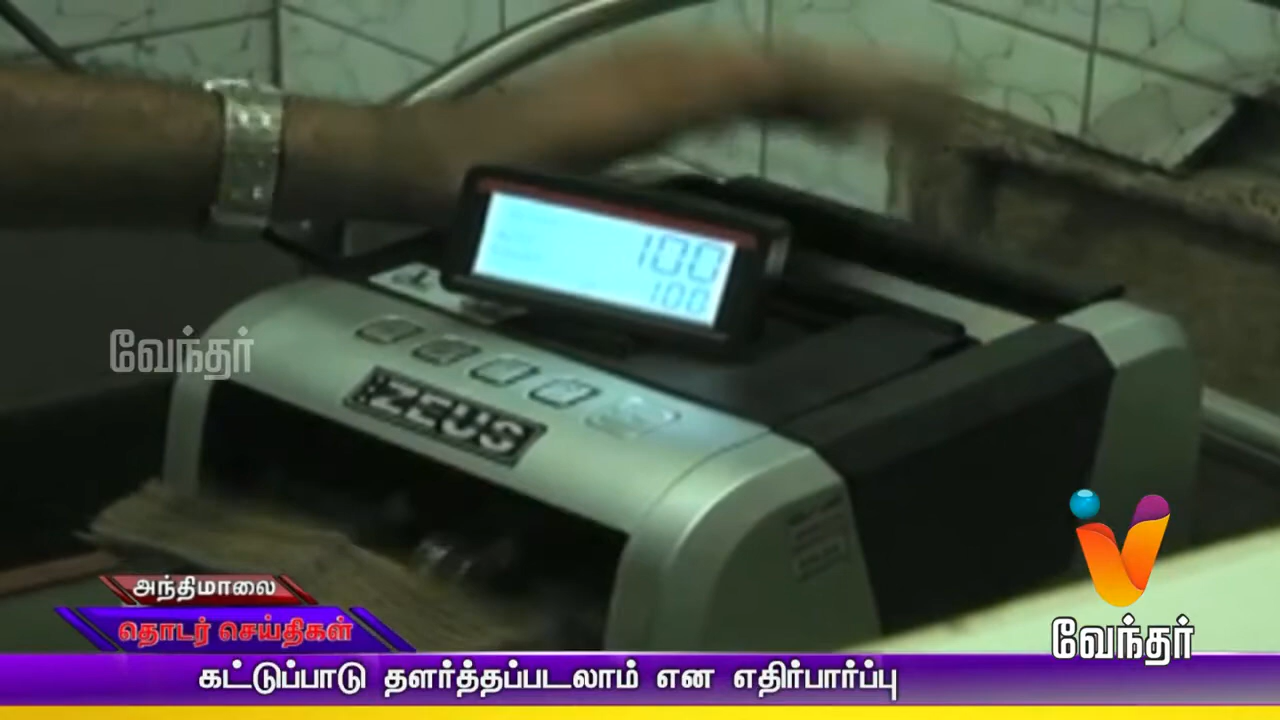 100
100
ZEUS
வேந்தர்
அந்திமாலை
தொடர் செய்திகள்
வேந்தர்
கட்டுப்பாடு தளர்த்தப்படலாம் என எதிர்பார்ப்பு